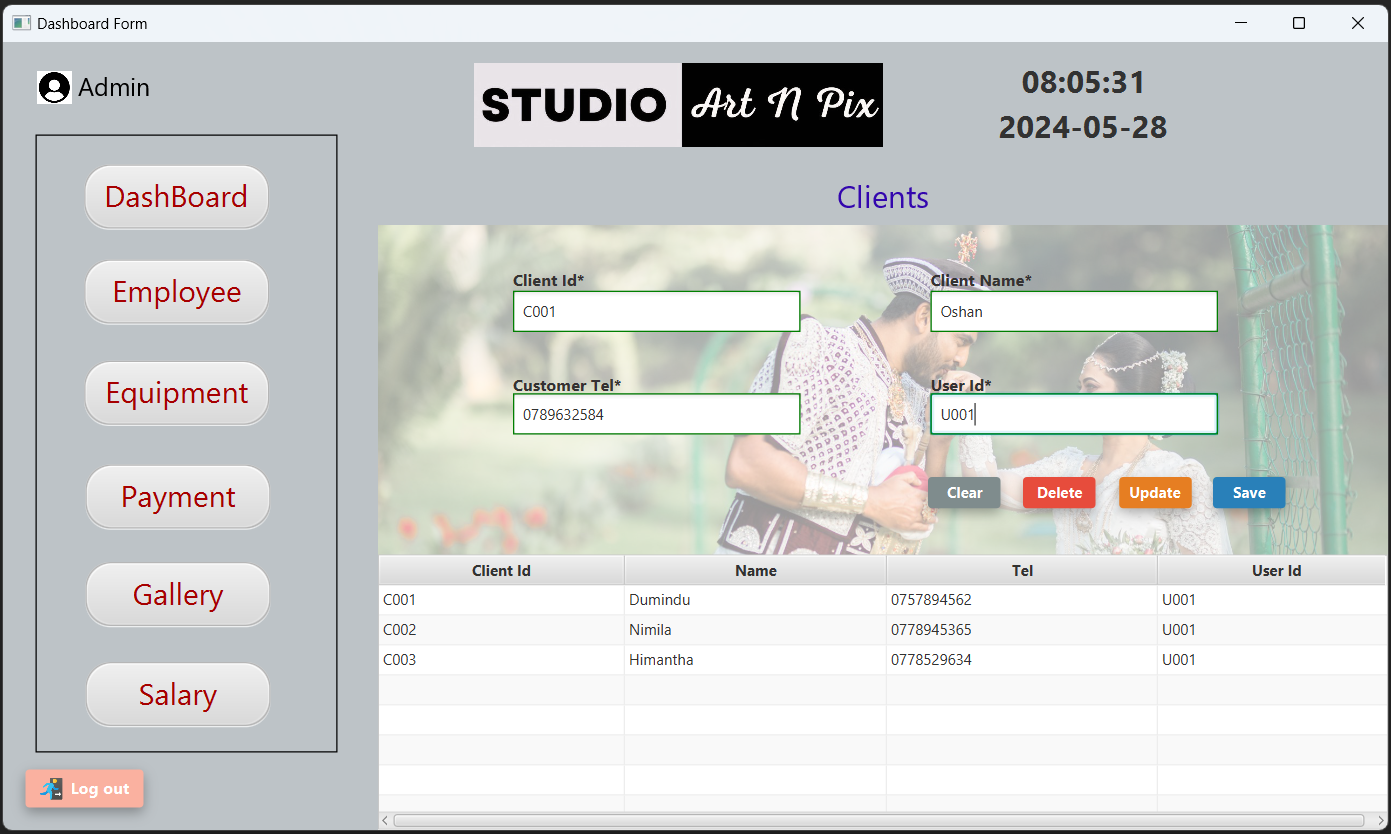 Dashboard Form
Admin
STUDIO Art N Pix
08:05:31
2024-05-28
DashBoard
Employee
Equipment
Payment
Gallery
Salary
Log out
Clients
Client Id* Client Name*
C001 Oshan
Customer Tel* User Id*
0789632584 U001
Clear Delete Update Save
Client Id Name Tel User Id
C001 Dumindu 0757894562 U001
C002 Nimila 0778945365 U001
C003 Himantha 0778529634 U001